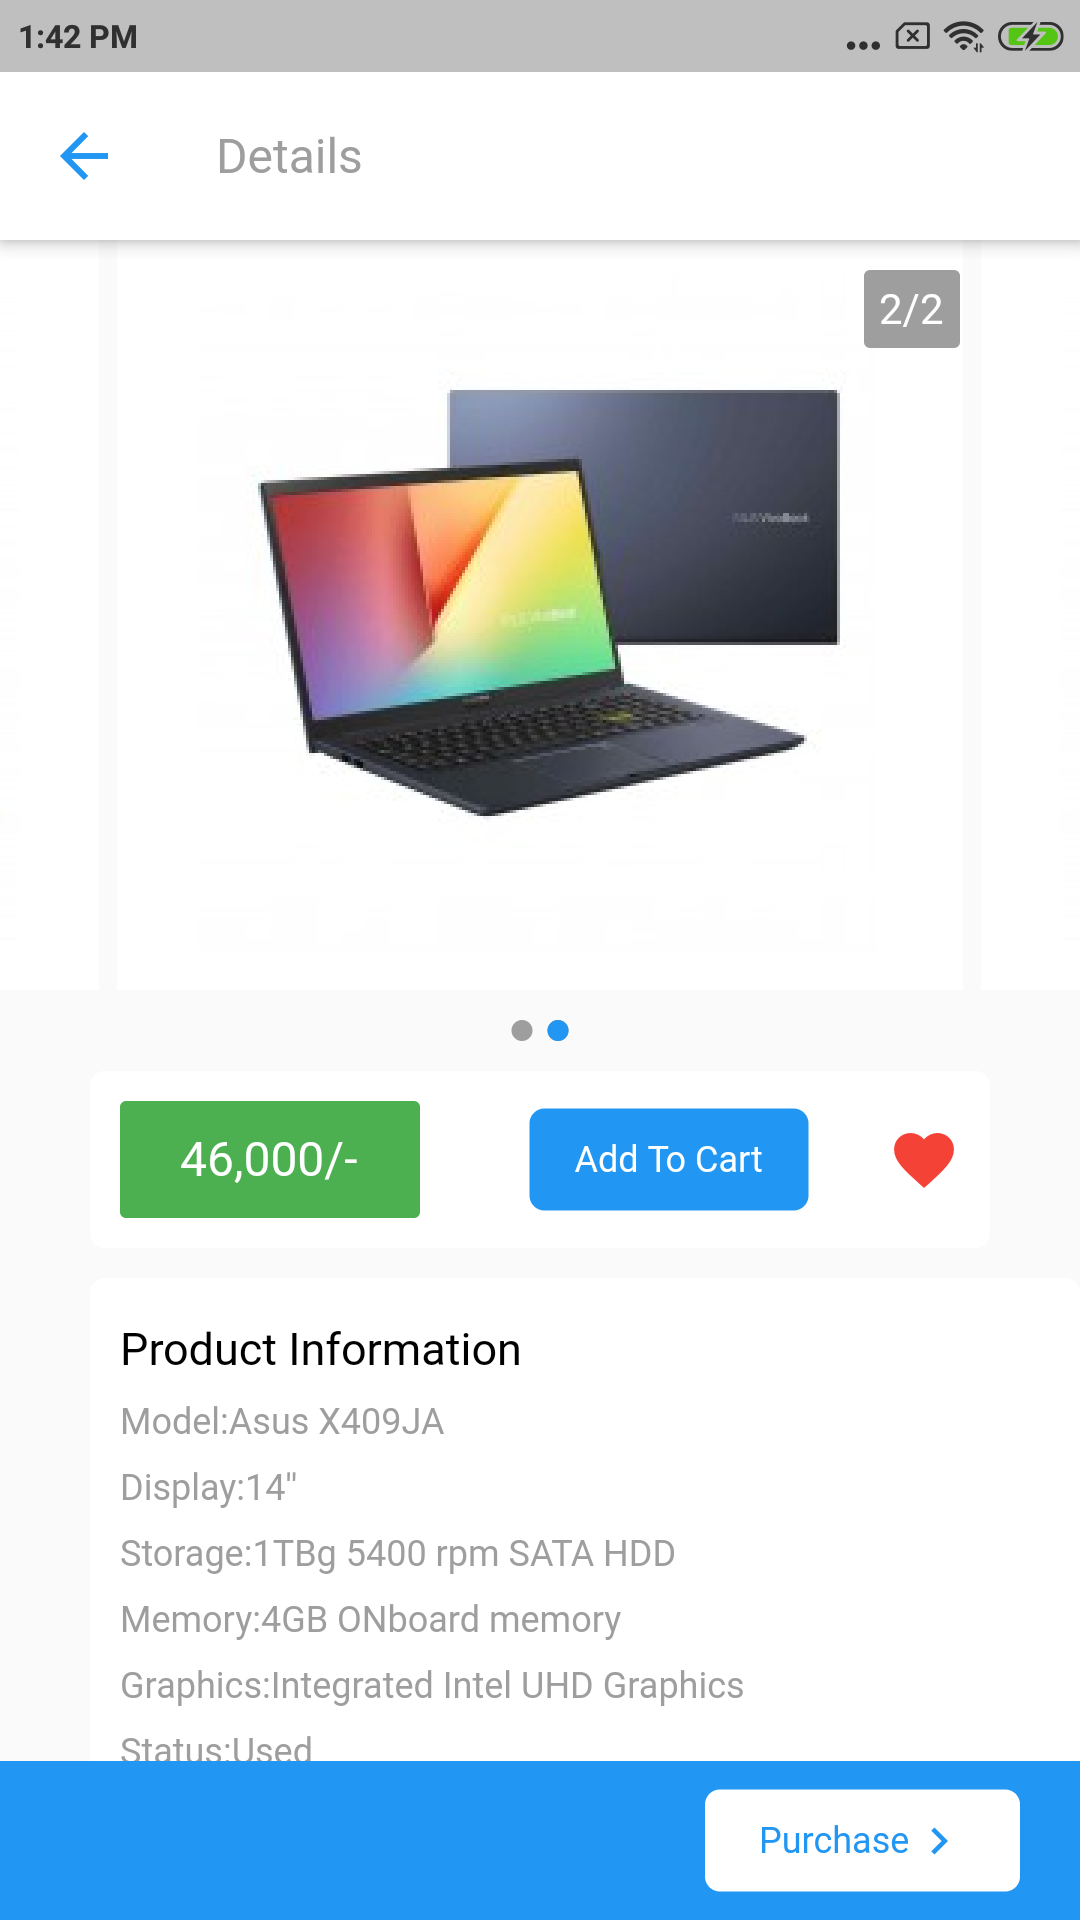 1:42 PM
Details
2/2
46,000/-
Add To Cart
Product Information
Model:Asus X409JA
Display:14"
Storage:1TBg 5400 rpm SATA HDD
Memory:4GB ONboard memory
Graphics:Integrated Intel UHD Graphics
Status:Used
Purchase